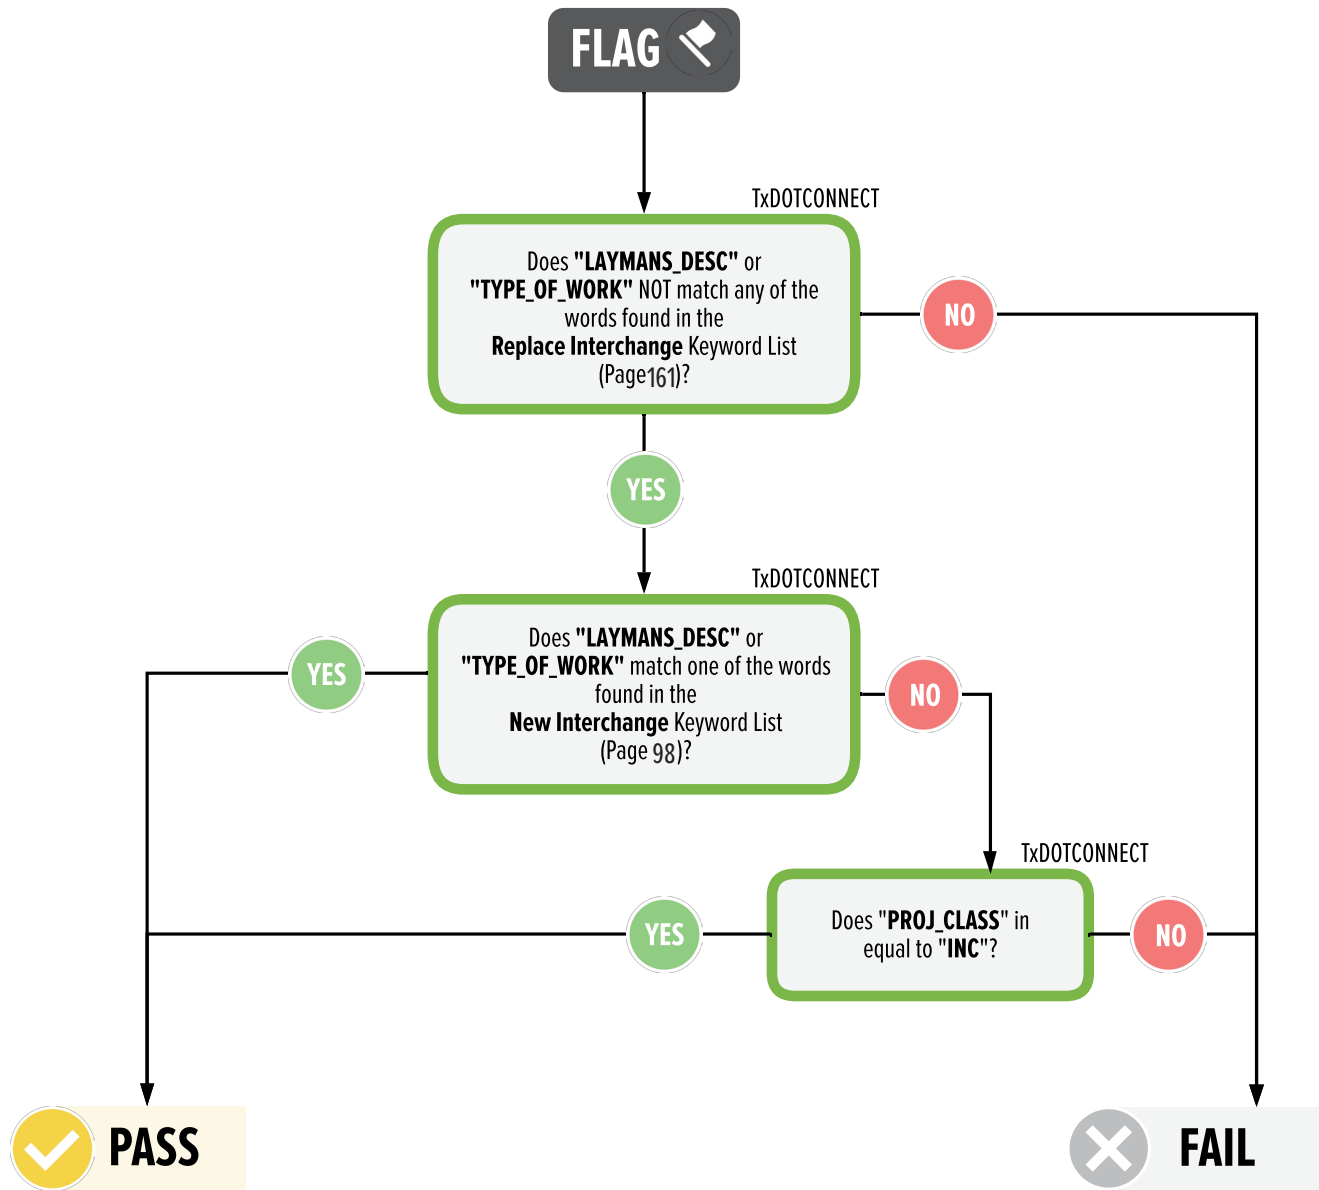 FLAG
TxDOTCONNECT
Does "LAYMANS_DESC" or
"TYPE_OF_WORK" NOT match any of the
words found in the
Replace Interchange Keyword List
(Page161)?
NO
YES
TxDOTCONNECT
Does "LAYMANS_DESC" or
"TYPE_OF_WORK" match one of the words
found in the
New Interchange Keyword List
(Page 98)?
YES
NO
TxDOTCONNECT
Does "PROJ_CLASS" in
equal to "INC"?
YES
NO
PASS
FAIL